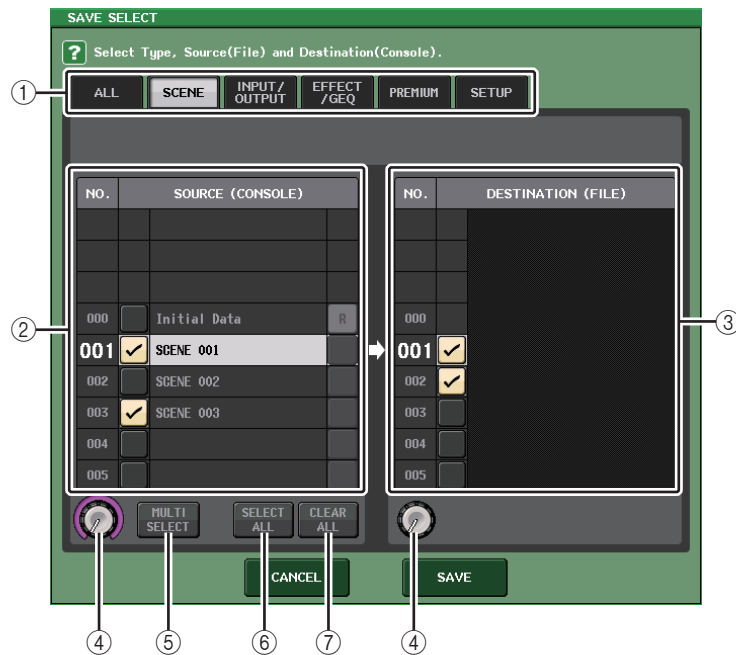 SAVE SELECT
? Select Type, Source(File) and Destination(Console).
① ALL SCENE INPUT/ OUTPUT EFFECT /GEQ PREMIUM SETUP
NO. SOURCE (CONSOLE) NO. DESTINATION (FILE)
② ③
000 Initial Data R 000
001 SCENE 001 001
002 SCENE 002 002
003 SCENE 003 003
004 004
005 005
MULTI SELECT SELECT ALL CLEAR ALL
CANCEL SAVE
④ ⑤ ⑥ ⑦ ④